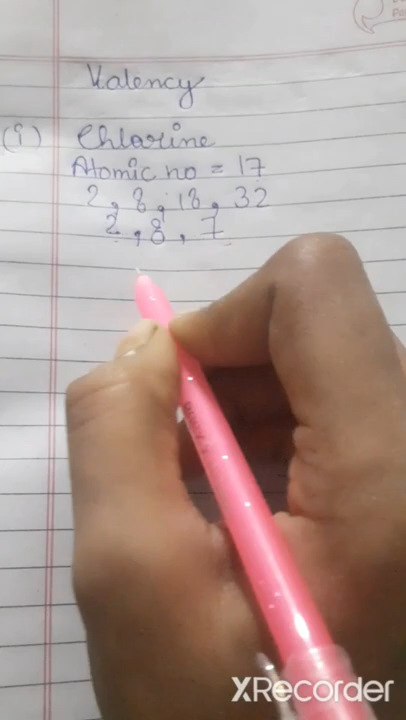 Valency
(i) Chlorine
Atomic no = 17
2, 8, 18, 32
2, 8, 7
XRecorder